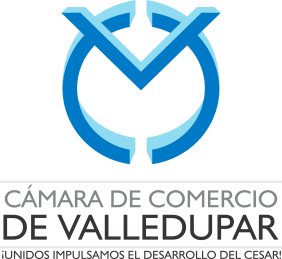 CÁMARA DE COMERCIO
DE VALLEDUPAR
¡UNIDOS IMPULSAMOS EL DESARROLLO DEL CESAR!